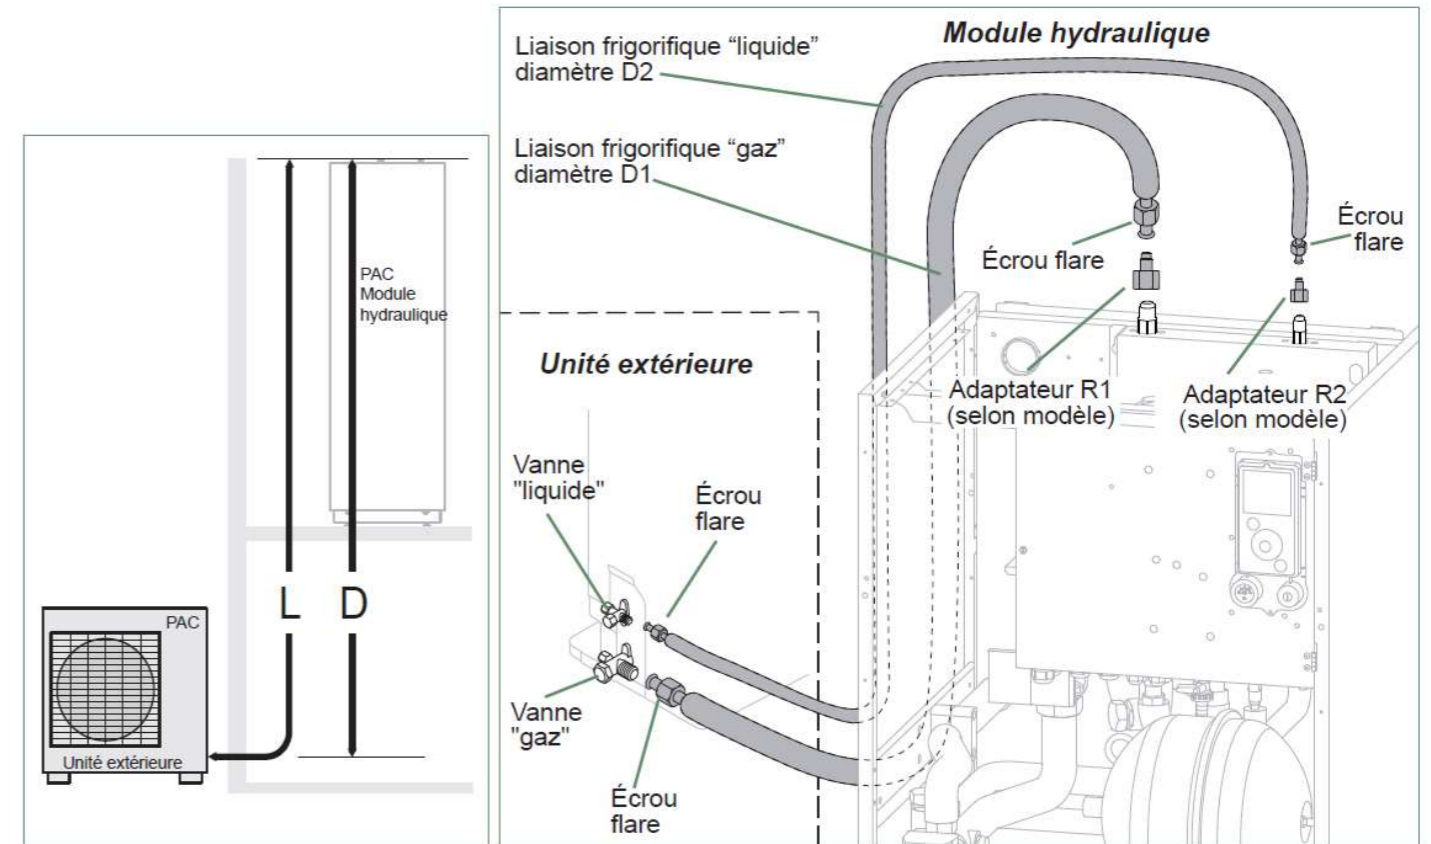 PAC
Module
hydraulique
L
D
PAC
Unité extérieure
Module hydraulique
Liaison frigorifique “liquide”
diamètre D2
Liaison frigorifique “gaz”
diamètre D1
Écrou flare
Écrou
flare
Unité extérieure
Adaptateur R1
(selon modèle)
Adaptateur R2
(selon modèle)
Vanne
"liquide"
Écrou
flare
Vanne
"gaz"
Écrou
flare